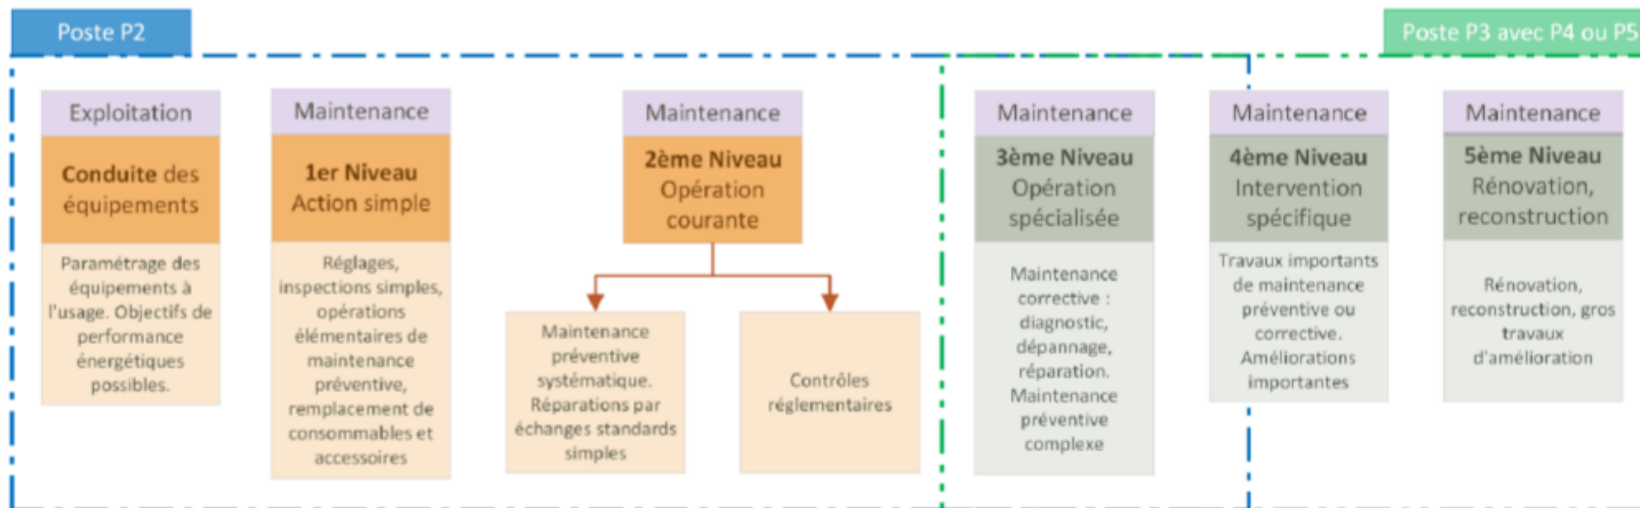 Poste P2
Poste P3 avec P4 ou P5
Exploitation
Conduite des
équipements
Paramétrage des
équipements à
l'usage. Objectifs de
performance
énergétiques
possibles.
Maintenance
1er Niveau
Action simple
Réglages,
inspections simples,
opérations
élémentaires de
maintenance
préventive,
remplacement de
consommables et
accessoires
Maintenance
2ème Niveau
Opération
courante
Maintenance
préventive
systématique.
Réparations par
échanges standards
simples
Contrôles
réglementaires
Maintenance
3ème Niveau
Opération
spécialisée
Maintenance
corrective :
diagnostic,
dépannage,
réparation.
Maintenance
préventive
complexe
Maintenance
4ème Niveau
Intervention
spécifique
Travaux importants
de maintenance
préventive ou
corrective.
Améliorations
importantes
Maintenance
5ème Niveau
Rénovation,
reconstruction
Rénovation,
reconstruction, gros
travaux
d'amélioration